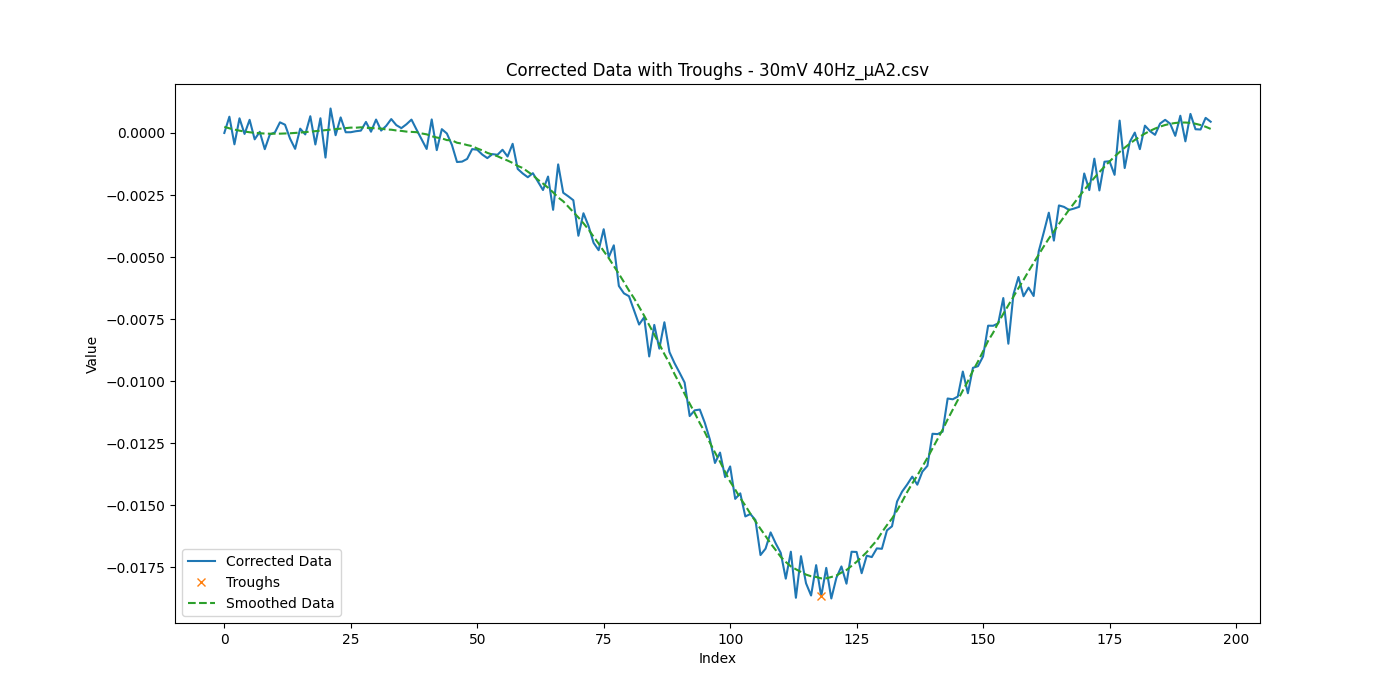 Corrected Data with Troughs - 30mV 40Hz_µA2.csv
0.0000
−0.0025
−0.0050
−0.0075
−0.0100
−0.0125
−0.0150
−0.0175
Value
Corrected Data
Troughs
Smoothed Data
0 25 50 75 100 125 150 175 200
Index